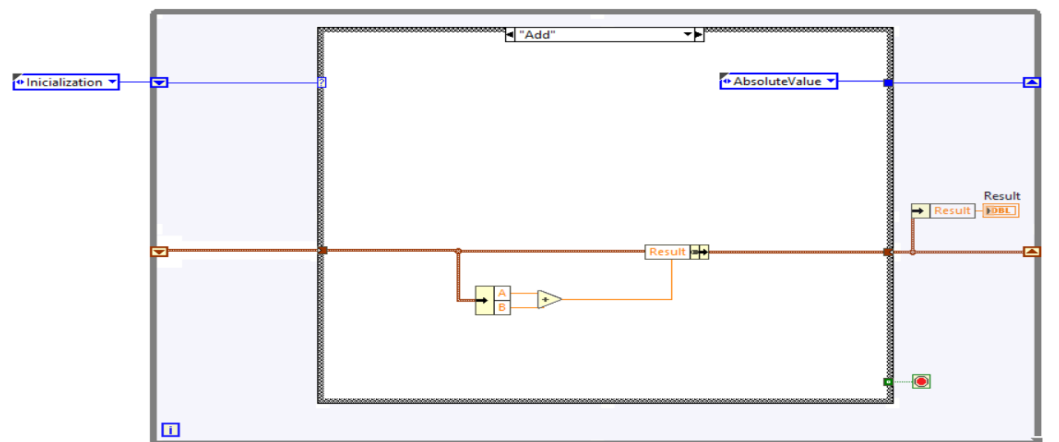 "Add"
Inicialization
AbsoluteValue
?
Result
Result
DBL
Result
A
B
+
i